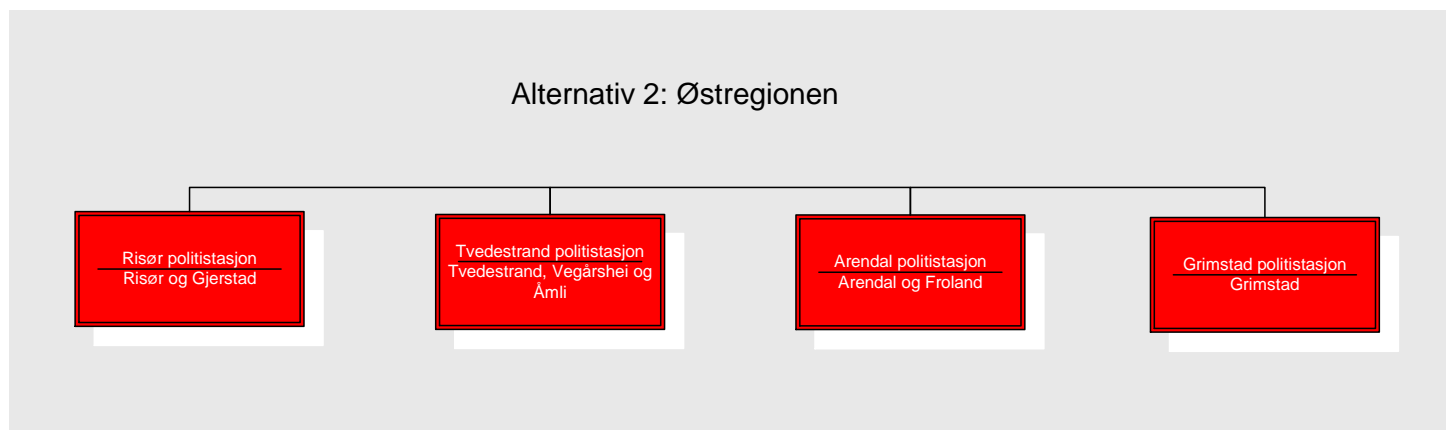 Alternativ 2: Østregionen
Risør politistasjon
Risør og Gjerstad
Tvedestrand politistasjon
Tvedestrand, Vegårshei og
Åmli
Arendal politistasjon
Arendal og Froland
Grimstad politistasjon
Grimstad